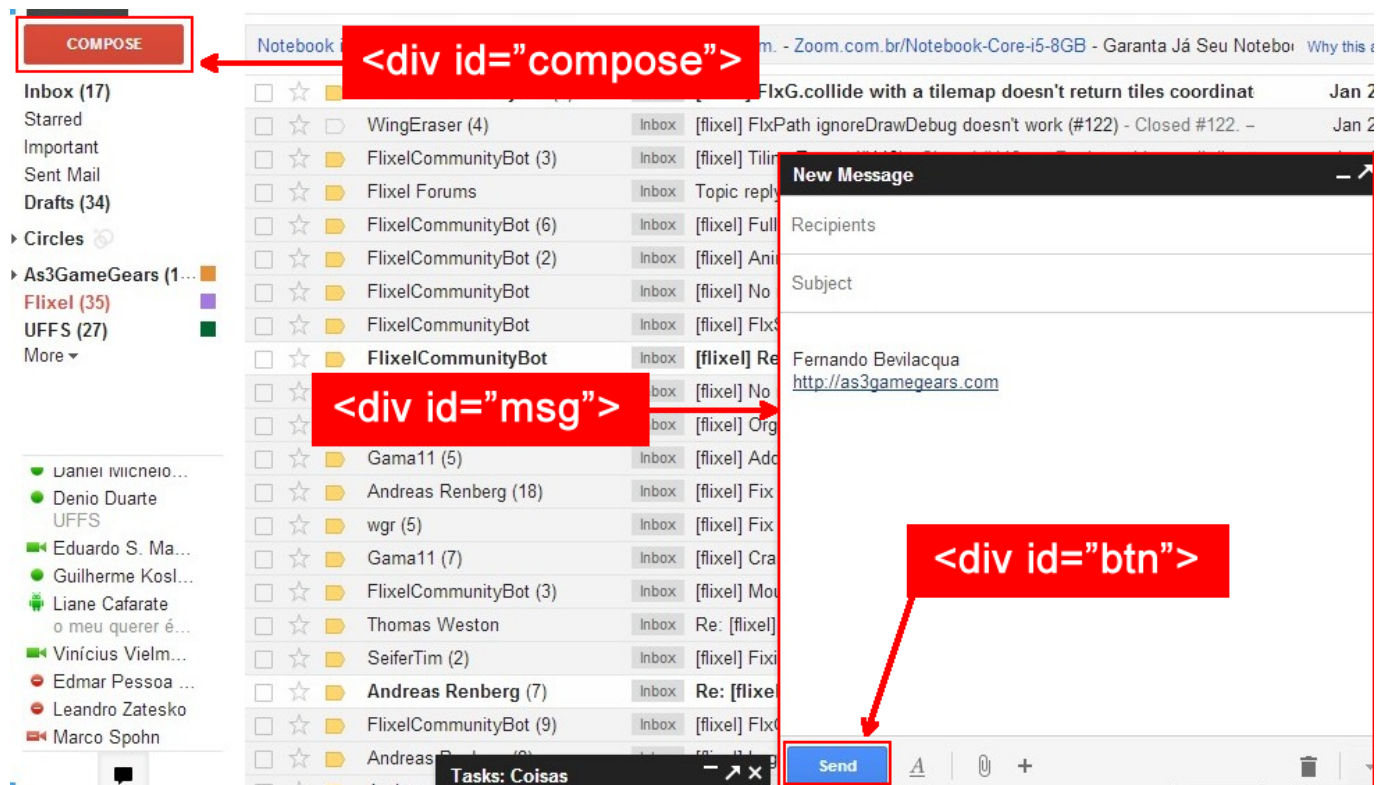 COMPOSE
Inbox (17)
Starred
Important
Sent Mail
Drafts (34)
Circles
As3GameGears (1...
Flixel (35)
UFFS (27)
More
Denio Duarte
UFFS
Eduardo S. Ma...
Guilherme Kosl...
Liane Cafarate
o meu querer é...
Vinícius Vielm...
Edmar Pessoa ...
Leandro Zatesko
Marco Spohn
<div id="compose">
Notebook - Zoom.com.br/Notebook-Core-i5-8GB - Garanta Já Seu Why this
FlxG.collide with a tilemap doesn't return tiles coordinat Jan 2
WingEraser (4) Inbox [flixel] FlxPath ignoreDrawDebug doesn't work (#122) - Closed #122. – Jan 2
FlixelCommunityBot (3) Inbox [flixel]
Flixel Forums Inbox Topic reply
FlixelCommunityBot (6) Inbox [flixel] Full
FlixelCommunityBot (2) Inbox [flixel]
FlixelCommunityBot Inbox [flixel] No
FlixelCommunityBot Inbox [flixel]
FlixelCommunityBot Inbox [flixel] Re
[flixel] No
<div id="msg">
[flixel] Org
Gama11 (5) Inbox [flixel]
Andreas Renberg (18) Inbox [flixel] Fix
wgr (5) Inbox [flixel] Fix
Gama11 (7) Inbox [flixel] Cra
FlixelCommunityBot (3) Inbox [flixel] Mou
Thomas Weston Inbox Re: [flixel]
SeiferTim (2) Inbox [flixel] Fixi
Andreas Renberg (7) Inbox Re: [flixel
FlixelCommunityBot (9) Inbox [flixel]
Andreas
Tasks: Coisas
New Message
Recipients
Subject
Fernando Bevilacqua
http://as3gamegears.com
<div id="btn">
Send A